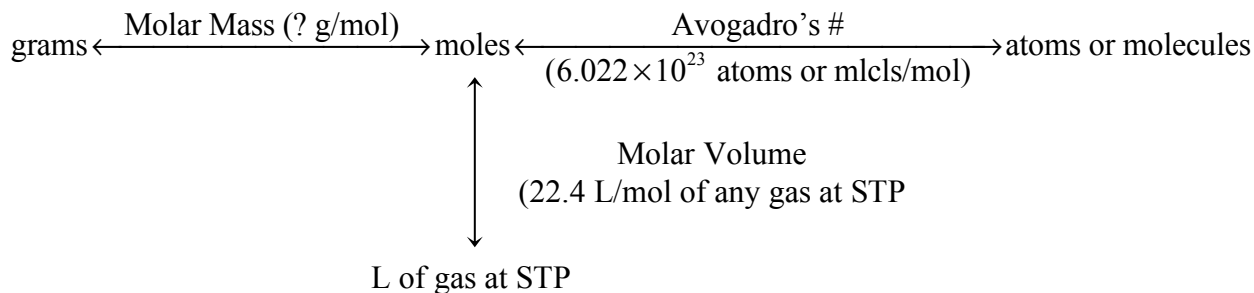 Molar Mass (? g/mol)
Avogadro's #
grams
moles
atoms or molecules
(6.022×10²³ atoms or mlcls/mol)
Molar Volume
(22.4 L/mol of any gas at STP
L of gas at STP